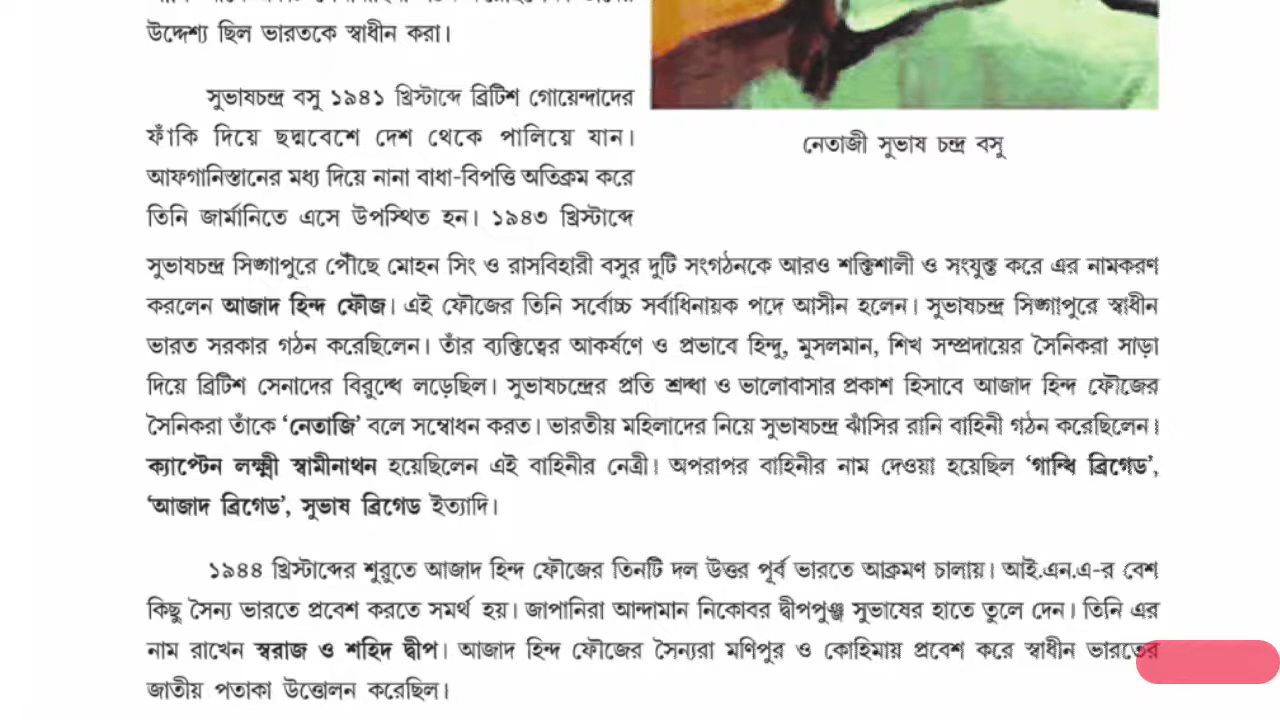 উদ্দেশ্য ছিল ভারতকে স্বাধীন করা।
সুভাষচন্দ্র বসু ১৯৪১ খ্রিস্টাব্দে ব্রিটিশ গোয়েন্দাদের
ফাঁকি দিয়ে ছদ্মবেশে দেশ থেকে পালিয়ে যান।
আফগানিস্তানের মধ্য দিয়ে নানা বাধা-বিপত্তি অতিক্রম করে
তিনি জার্মানিতে এসে উপস্থিত হন। ১৯৪৩ খ্রিস্টাব্দে
নেতাজী সুভাষ চন্দ্র বসু
সুভাষচন্দ্র সিঙ্গাপুরে পৌঁছে মোহন সিং ও রাসবিহারী বসুর দুটি সংগঠনকে আরও শক্তিশালী ও সংযুক্ত করে এর নামকরণ
করলেন আজাদ হিন্দ ফৌজ। এই ফৌজের তিনি সর্বোচ্চ সর্বাধিনায়ক পদে আসীন হলেন। সুভাষচন্দ্র সিঙ্গাপুরে স্বাধীন
ভারত সরকার গঠন করেছিলেন। তাঁর ব্যক্তিত্বের আকর্ষণে ও প্রভাবে হিন্দু, মুসলমান, শিখ সম্প্রদায়ের সৈনিকরা সাড়া
দিয়ে ব্রিটিশ সেনাদের বিরুদ্ধে লড়েছিল। সুভাষচন্দ্রের প্রতি শ্রদ্ধা ও ভালোবাসার প্রকাশ হিসাবে আজাদ হিন্দ ফৌজের
সৈনিকরা তাঁকে ‘নেতাজি’ বলে সম্বোধন করত। ভারতীয় মহিলাদের নিয়ে সুভাষচন্দ্র ঝাঁসির রানি বাহিনী গঠন করেছিলেন।
ক্যাপ্টেন লক্ষ্মী স্বামীনাথন হয়েছিলেন এই বাহিনীর নেত্রী। অপরাপর বাহিনীর নাম দেওয়া হয়েছিল ‘গান্ধি ব্রিগেড’,
‘আজাদ ব্রিগেড’, সুভাষ ব্রিগেড ইত্যাদি।
১৯৪৪ খ্রিস্টাব্দের শুরুতে আজাদ হিন্দ ফৌজের তিনটি দল উত্তর পূর্ব ভারতে আক্রমণ চালায়। আই.এন.এ-র বেশ
কিছু সৈন্য ভারতে প্রবেশ করতে সমর্থ হয়। জাপানিরা আন্দামান নিকোবর দ্বীপপুঞ্জ সুভাষের হাতে তুলে দেন। তিনি এর
নাম রাখেন স্বরাজ ও শহিদ দ্বীপ। আজাদ হিন্দ ফৌজের সৈন্যরা মণিপুর ও কোহিমায় প্রবেশ করে স্বাধীন ভারতের
জাতীয় পতাকা উত্তোলন করেছিল।